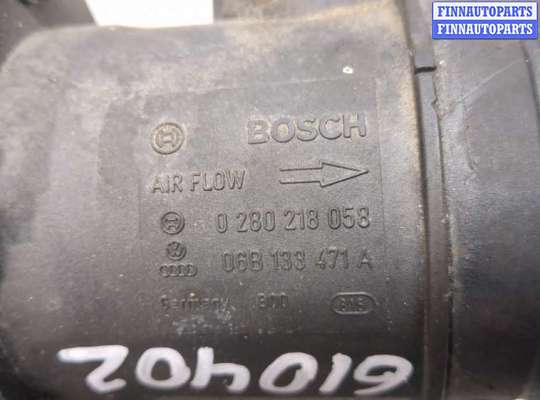 FINNAUTOPARTS
FINNAUTOPARTS
BOSCH
AIR FLOW
0 280 218 058
06B 133 471 A
Germany
610402